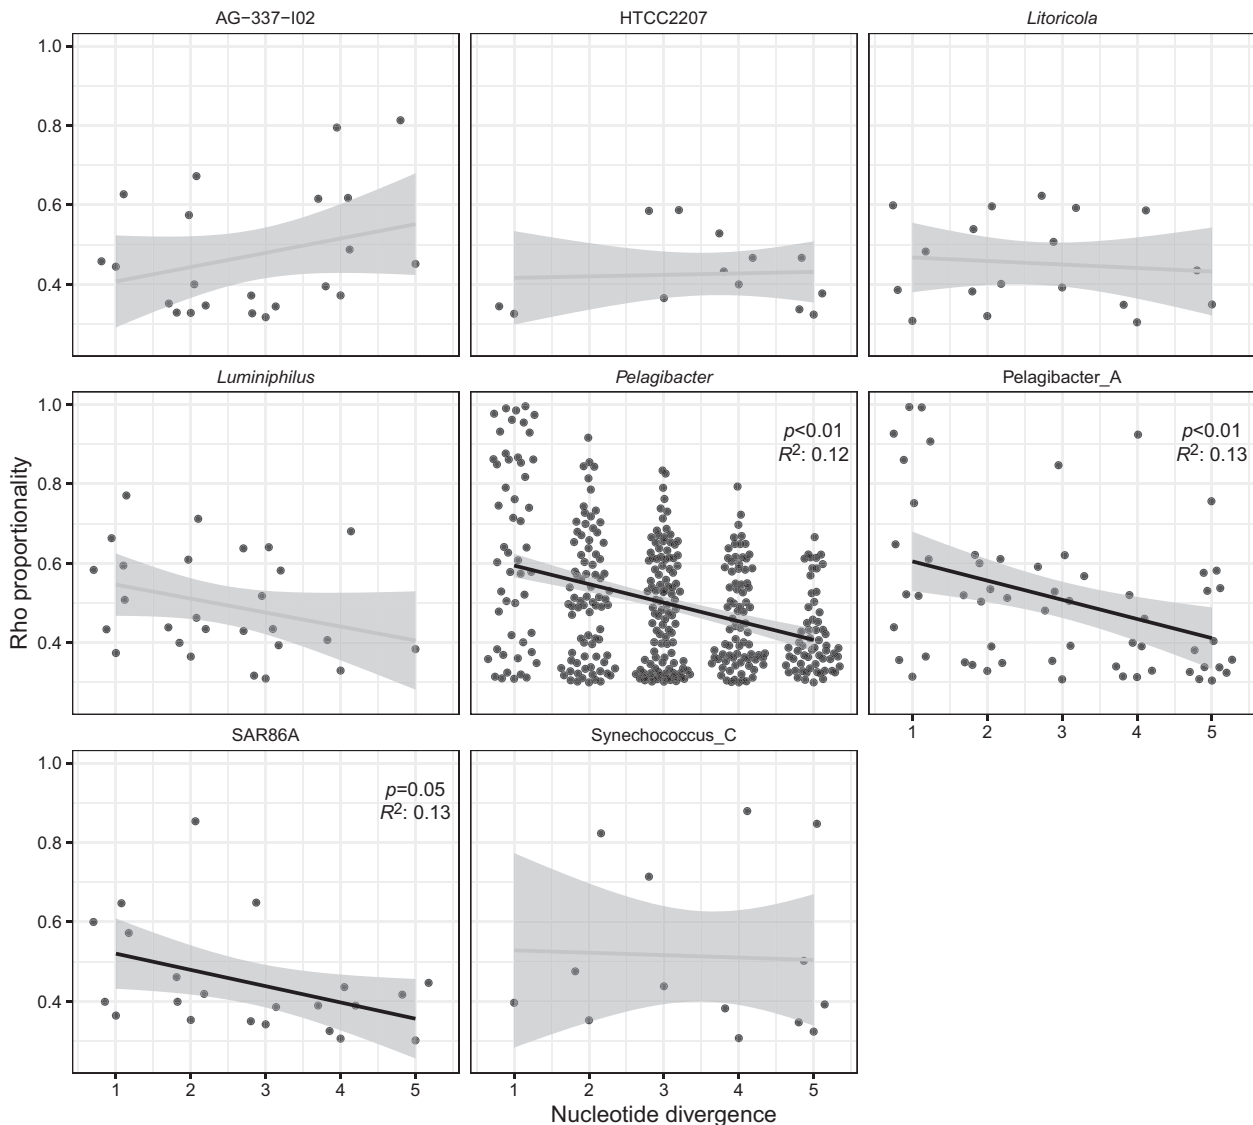 AG−337−I02
HTCC2207
Litoricola
1.0
0.8
0.6
0.4
Luminiphilus
Pelagibacter
Pelagibacter_A
1.0
0.8
0.6
0.4
p<0.01
R²: 0.12
p<0.01
R²: 0.13
1 2 3 4 5
Rho proportionality
SAR86A
Synechococcus_C
1.0
0.8
0.6
0.4
p=0.05
R²: 0.13
1 2 3 4 5
1 2 3 4 5
Nucleotide divergence